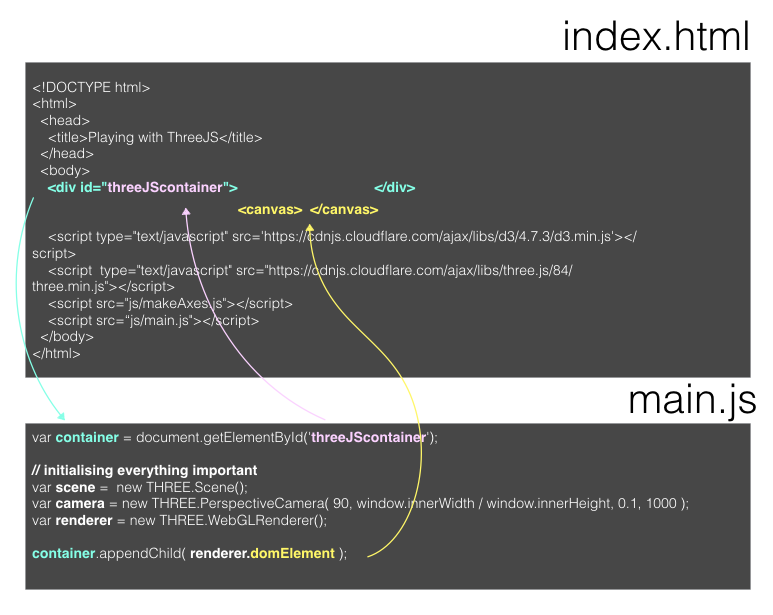 index.html
<!DOCTYPE html>
<html>
<head>
<title>Playing with ThreeJS</title>
</head>
<body>
<div id="threeJScontainer"> </div>
<canvas> </canvas>
<script type="text/javascript" src='https://cdnjs.cloudflare.com/ajax/libs/d3/4.7.3/d3.min.js'></
script>
<script  type="text/javascript" src="https://cdnjs.cloudflare.com/ajax/libs/three.js/84/
three.min.js"></script>
<script src="js/makeAxes.js"></script>
<script src=“js/main.js"></script>
</body>
</html>
main.js
var container = document.getElementById('threeJScontainer');
// initialising everything important
var scene =  new THREE.Scene();
var camera = new THREE.PerspectiveCamera( 90, window.innerWidth / window.innerHeight, 0.1, 1000 );
var renderer = new THREE.WebGLRenderer();
container.appendChild( renderer.domElement );